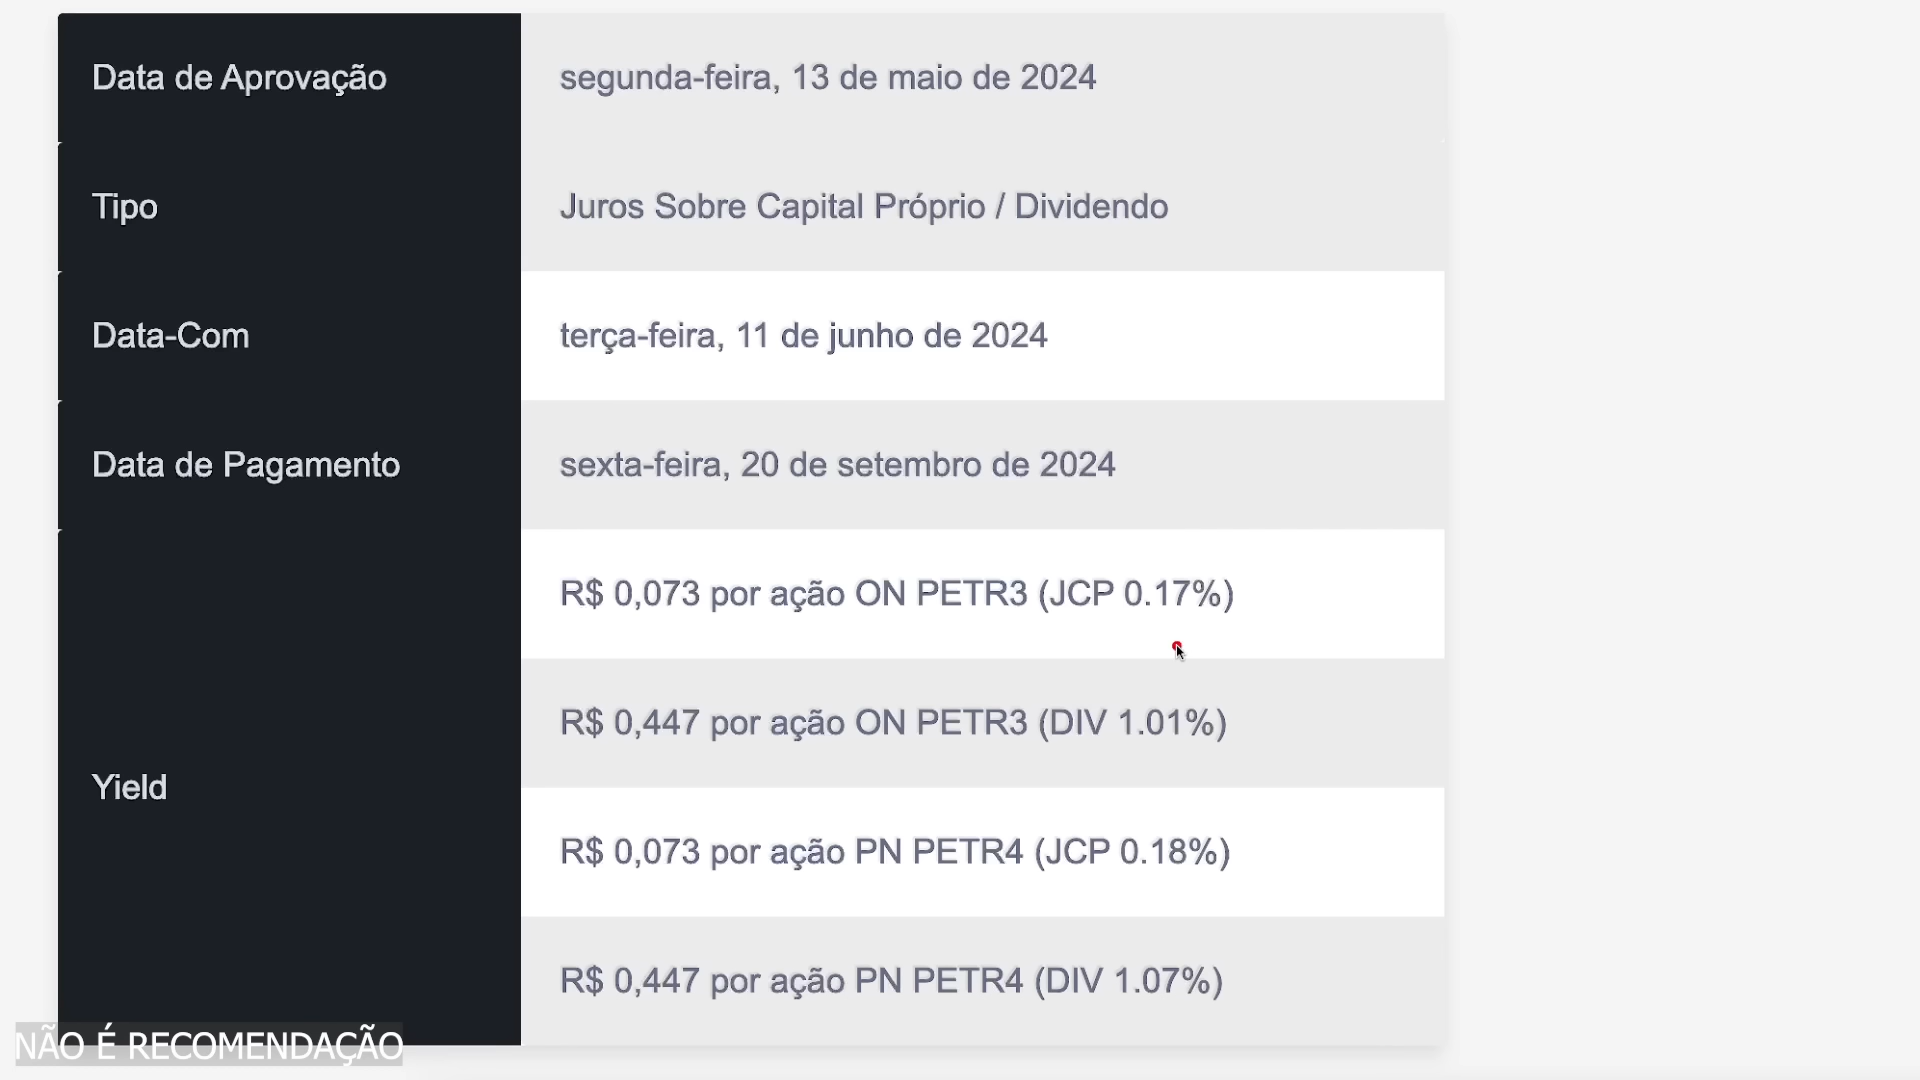 Data de Aprovação
segunda-feira, 13 de maio de 2024
Tipo
Juros Sobre Capital Próprio / Dividendo
Data-Com
terça-feira, 11 de junho de 2024
Data de Pagamento
sexta-feira, 20 de setembro de 2024
Yield
R$ 0,073 por ação ON PETR3 (JCP 0.17%)
R$ 0,447 por ação ON PETR3 (DIV 1.01%)
R$ 0,073 por ação PN PETR4 (JCP 0.18%)
R$ 0,447 por ação PN PETR4 (DIV 1.07%)
NÃO É RECOMENDAÇÃO